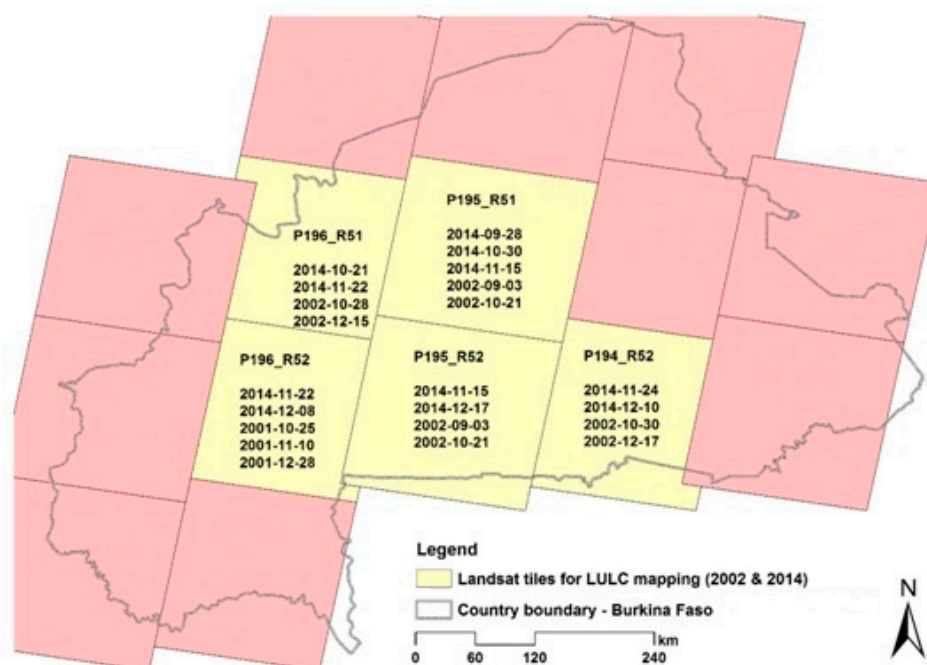 P195_R51
2014-09-28
2014-10-30
2014-11-15
2002-09-03
2002-10-21
P196_R51
2014-10-21
2014-11-22
2002-10-28
2002-12-15
P196_R52
2014-11-22
2014-12-08
2001-10-25
2001-11-10
2001-12-28
P195_R52
2014-11-15
2014-12-17
2002-09-03
2002-10-21
P194_R52
2014-11-24
2014-12-10
2002-10-30
2002-12-17
Legend
Landsat tiles for LULC mapping (2002 & 2014)
Country boundary - Burkina Faso
km
0 60 120 240
N